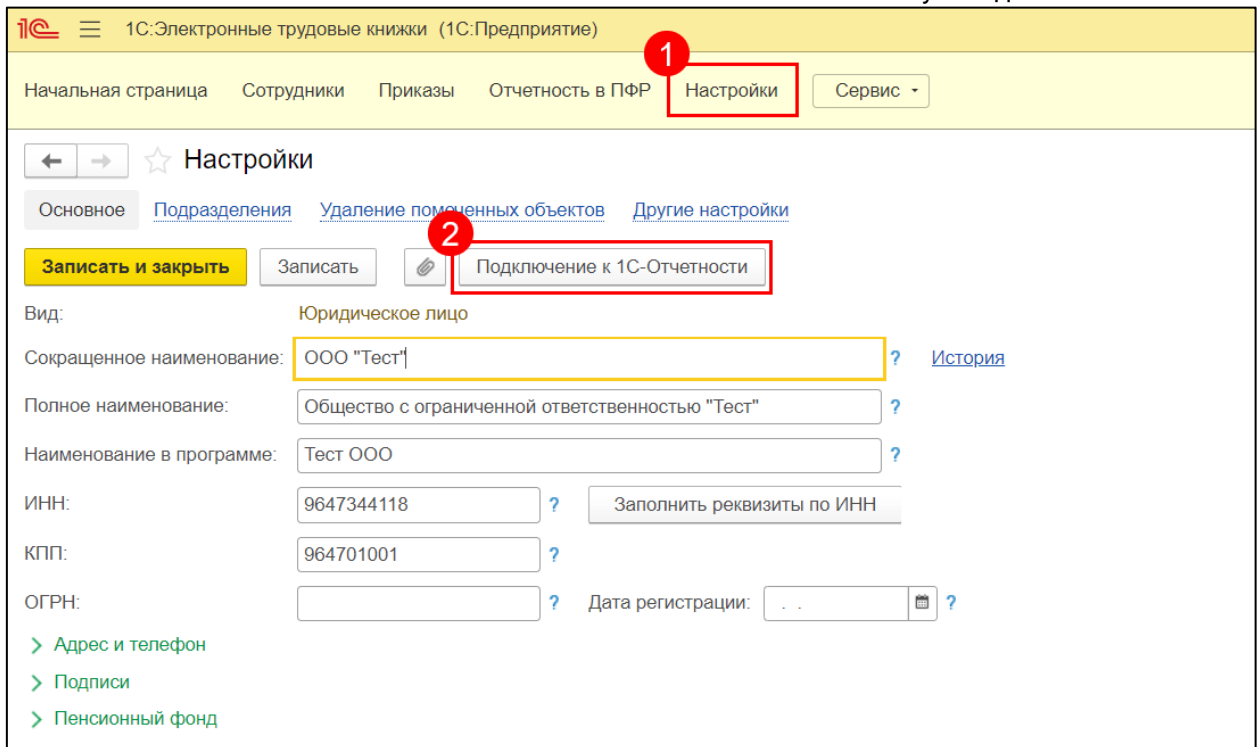 1С 1С:Электронные трудовые книжки (1С:Предприятие)
1
Начальная страница Сотрудники Приказы Отчетность в ПФР Настройки Сервис
Настройки
Основное Подразделения Удаление помеченных объектов Другие настройки
2
Записать и закрыть Записать Подключение к 1С-Отчетности
Вид: Юридическое лицо
Сокращенное наименование: ООО "Тест" ? История
Полное наименование: Общество с ограниченной ответственностью "Тест" ?
Наименование в программе: Тест ООО ?
ИНН: 9647344118 ? Заполнить реквизиты по ИНН
КПП: 964701001 ?
ОГРН: ? Дата регистрации: . . ?
Адрес и телефон
Подписи
Пенсионный фонд